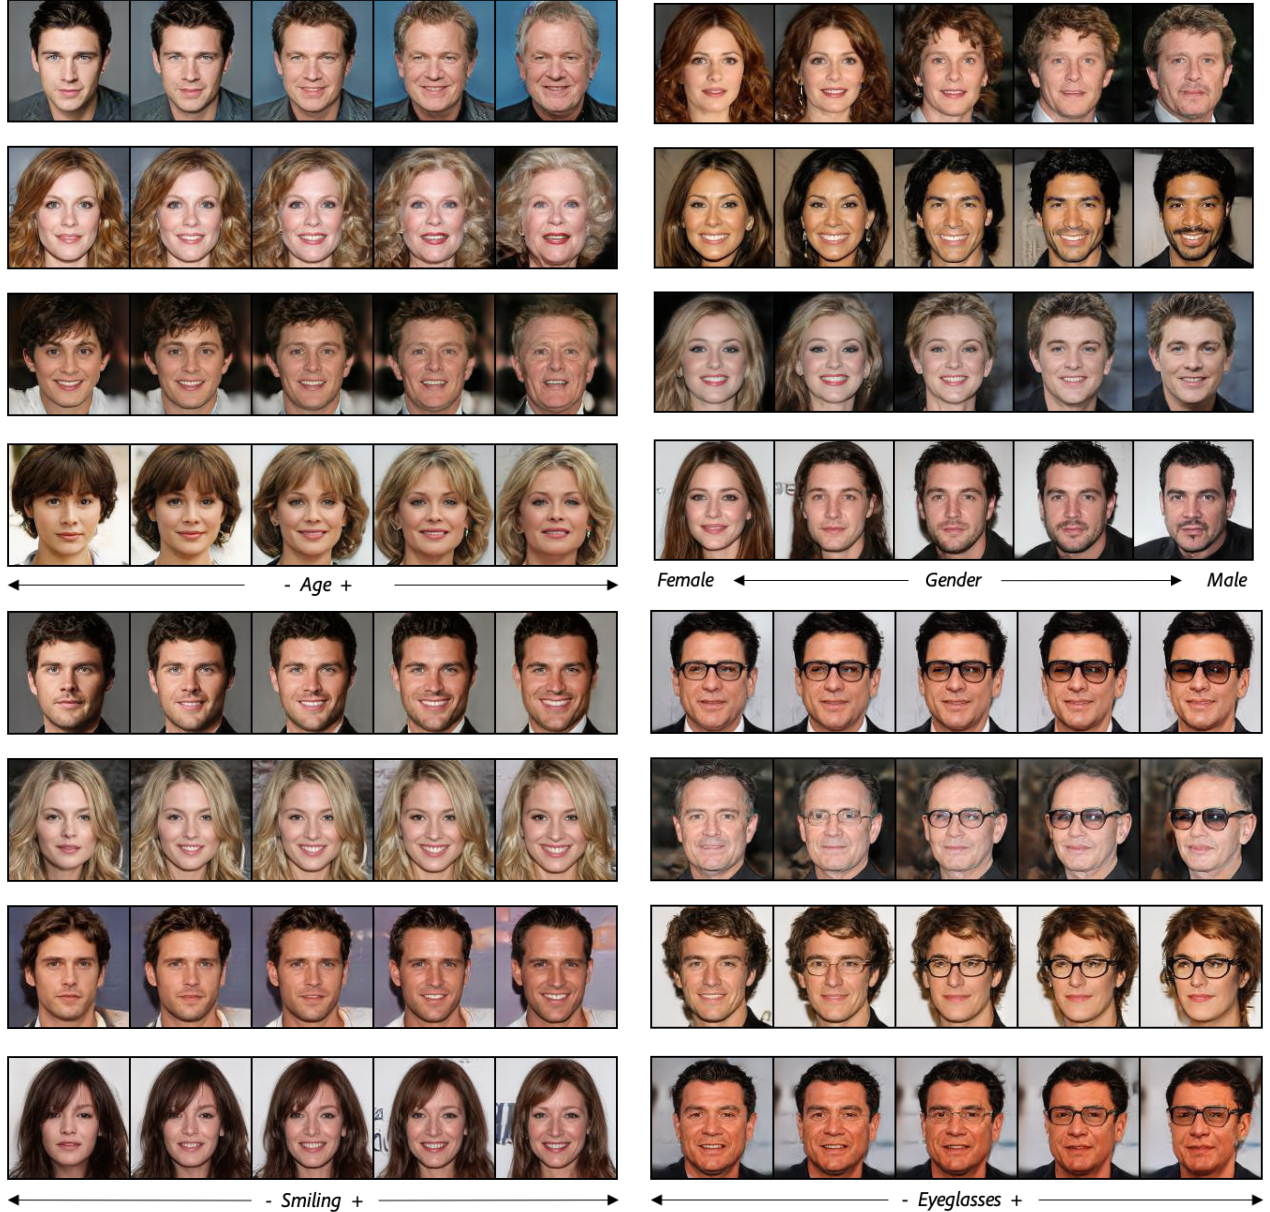 - Age +
Female Gender Male
- Smiling +
- Eyeglasses +